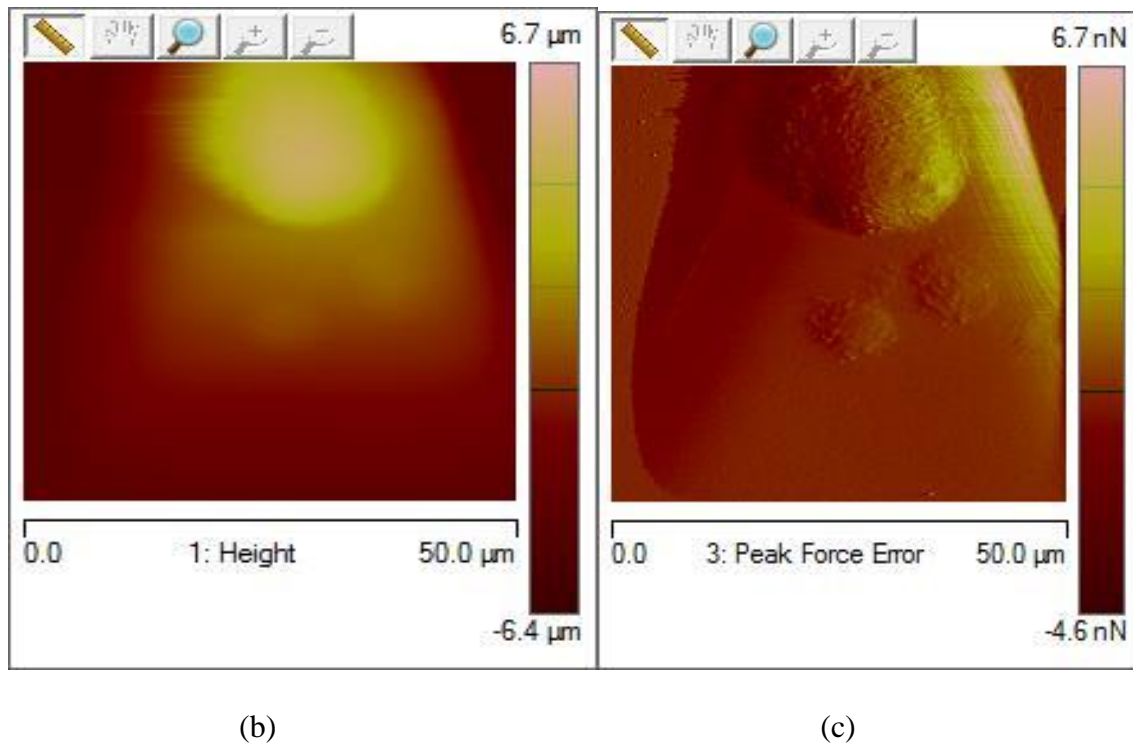 6.7 µm
6.7 nN
0.0 1: Height 50.0 µm
0.0 3: Peak Force Error 50.0 µm
-6.4 µm
-4.6 nN
(b) (c)